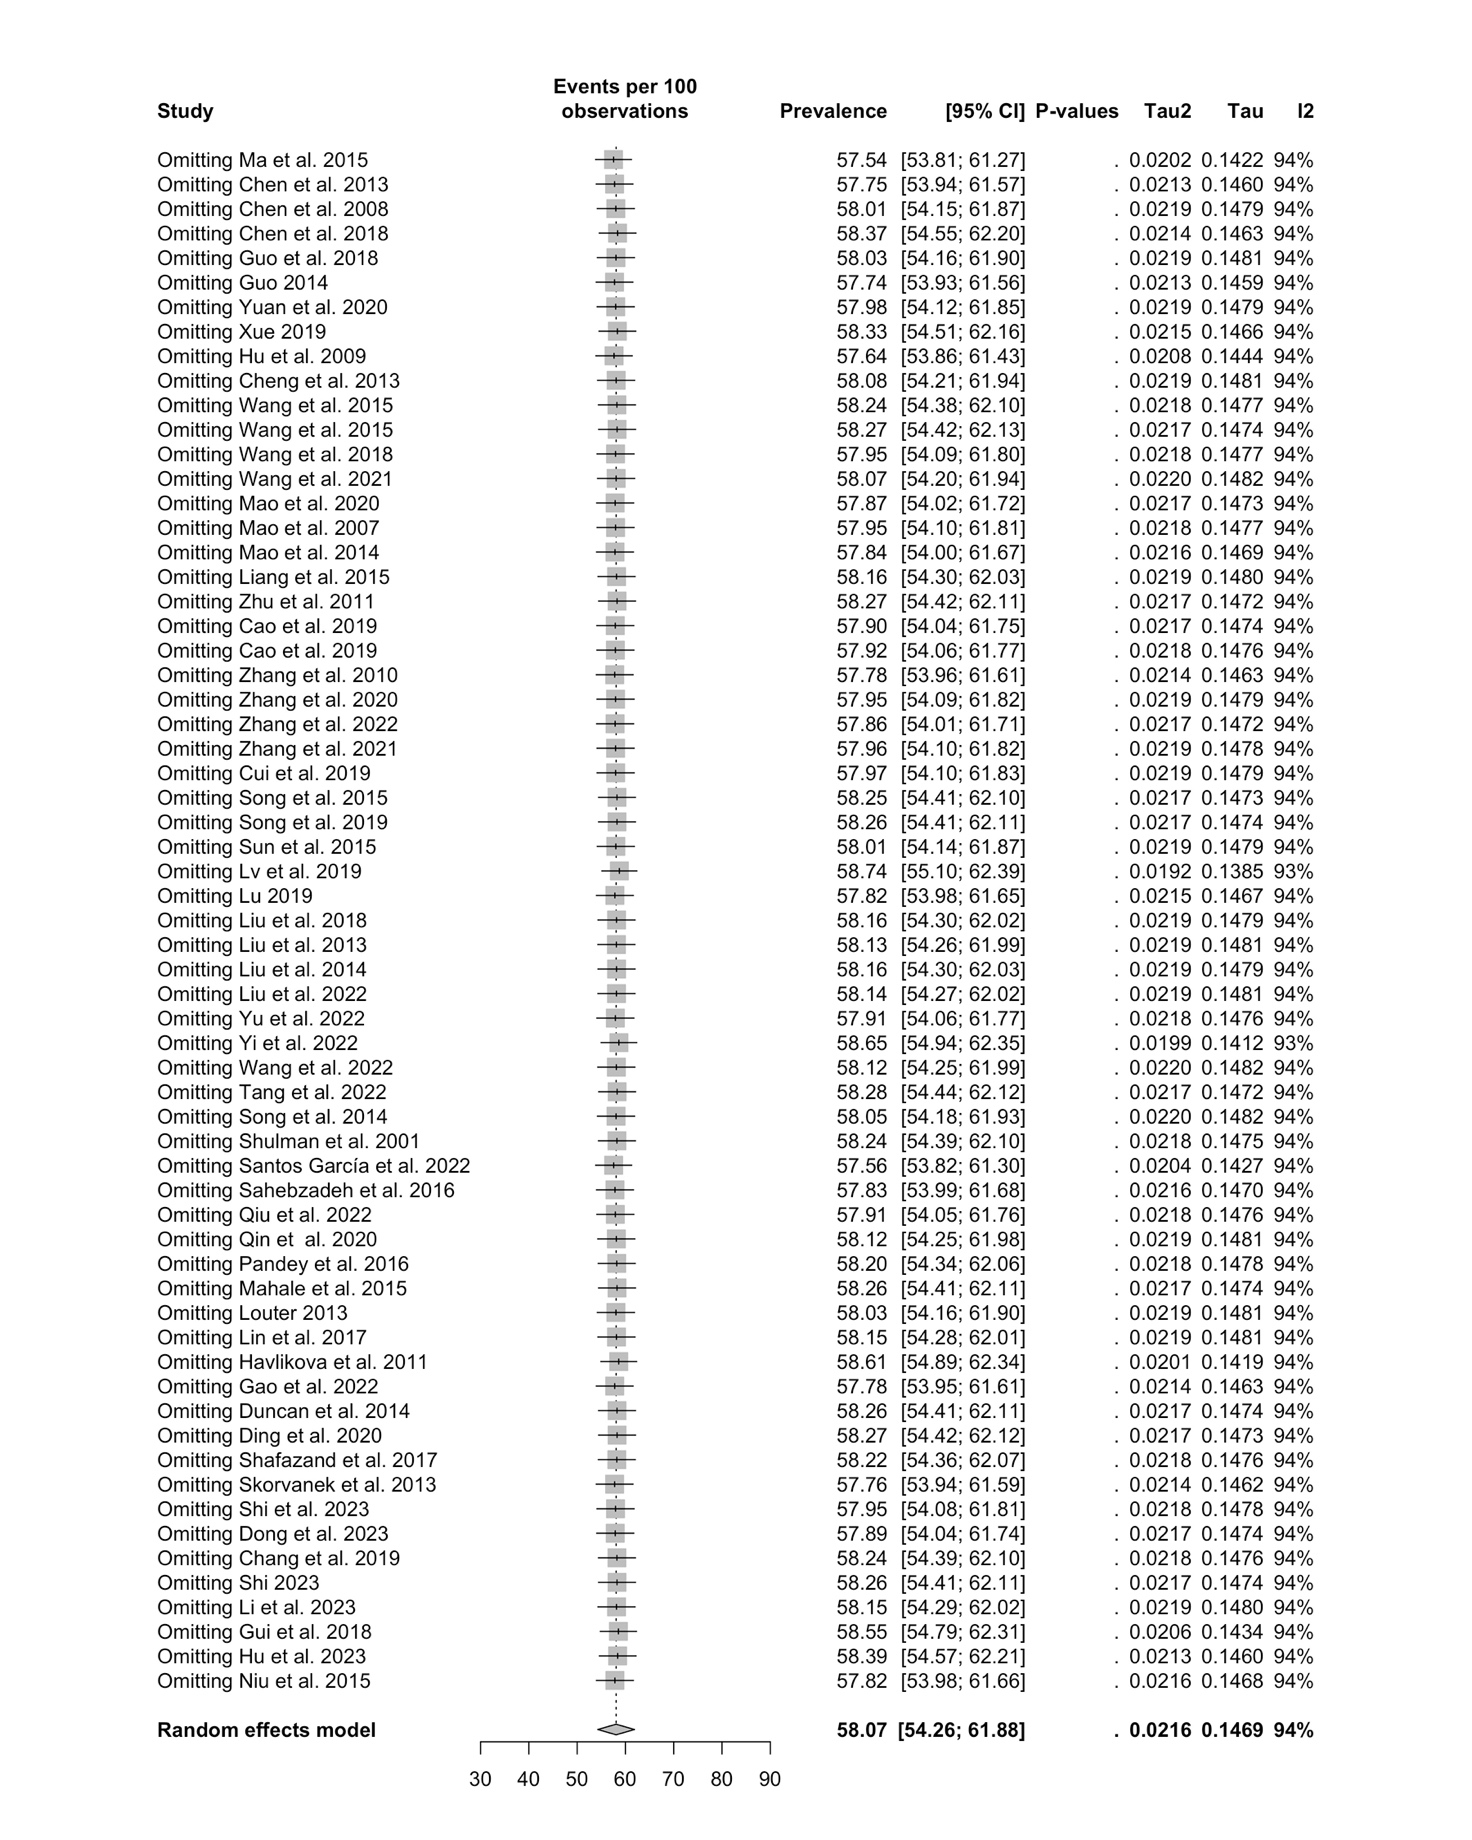 Events per 100
Study observations Prevalence [95% CI] P-values Tau2 Tau I2
Omitting Ma et al. 2015 57.54 [53.81; 61.27] . 0.0202 0.1422 94%
Omitting Chen et al. 2013 57.75 [53.94; 61.57] . 0.0213 0.1460 94%
Omitting Chen et al. 2008 58.01 [54.15; 61.87] . 0.0219 0.1479 94%
Omitting Chen et al. 2018 58.37 [54.55; 62.20] . 0.0214 0.1463 94%
Omitting Guo et al. 2018 58.03 [54.16; 61.90] . 0.0219 0.1481 94%
Omitting Guo 2014 57.74 [53.93; 61.56] . 0.0213 0.1459 94%
Omitting Yuan et al. 2020 57.98 [54.12; 61.85] . 0.0219 0.1479 94%
Omitting Xue 2019 58.33 [54.51; 62.16] . 0.0215 0.1466 94%
Omitting Hu et al. 2009 57.64 [53.86; 61.43] . 0.0208 0.1444 94%
Omitting Cheng et al. 2013 58.08 [54.21; 61.94] . 0.0219 0.1481 94%
Omitting Wang et al. 2015 58.24 [54.38; 62.10] . 0.0218 0.1477 94%
Omitting Wang et al. 2015 58.27 [54.42; 62.13] . 0.0217 0.1474 94%
Omitting Wang et al. 2018 57.95 [54.09; 61.80] . 0.0218 0.1477 94%
Omitting Wang et al. 2021 58.07 [54.20; 61.94] . 0.0220 0.1482 94%
Omitting Mao et al. 2020 57.87 [54.02; 61.72] . 0.0217 0.1473 94%
Omitting Mao et al. 2007 57.95 [54.10; 61.81] . 0.0218 0.1477 94%
Omitting Mao et al. 2014 57.84 [54.00; 61.67] . 0.0216 0.1469 94%
Omitting Liang et al. 2015 58.16 [54.30; 62.03] . 0.0219 0.1480 94%
Omitting Zhu et al. 2011 58.27 [54.42; 62.11] . 0.0217 0.1472 94%
Omitting Cao et al. 2019 57.90 [54.04; 61.75] . 0.0217 0.1474 94%
Omitting Cao et al. 2019 57.92 [54.06; 61.77] . 0.0218 0.1476 94%
Omitting Zhang et al. 2010 57.78 [53.96; 61.61] . 0.0214 0.1463 94%
Omitting Zhang et al. 2020 57.95 [54.09; 61.82] . 0.0219 0.1479 94%
Omitting Zhang et al. 2022 57.86 [54.01; 61.71] . 0.0217 0.1472 94%
Omitting Zhang et al. 2021 57.96 [54.10; 61.82] . 0.0219 0.1478 94%
Omitting Cui et al. 2019 57.97 [54.10; 61.83] . 0.0219 0.1479 94%
Omitting Song et al. 2015 58.25 [54.41; 62.10] . 0.0217 0.1473 94%
Omitting Song et al. 2019 58.26 [54.41; 62.11] . 0.0217 0.1474 94%
Omitting Sun et al. 2015 58.01 [54.14; 61.87] . 0.0219 0.1479 94%
Omitting Lv et al. 2019 58.74 [55.10; 62.39] . 0.0192 0.1385 93%
Omitting Lu 2019 57.82 [53.98; 61.65] . 0.0215 0.1467 94%
Omitting Liu et al. 2018 58.16 [54.30; 62.02] . 0.0219 0.1479 94%
Omitting Liu et al. 2013 58.13 [54.26; 61.99] . 0.0219 0.1481 94%
Omitting Liu et al. 2014 58.16 [54.30; 62.03] . 0.0219 0.1479 94%
Omitting Liu et al. 2022 58.14 [54.27; 62.02] . 0.0219 0.1481 94%
Omitting Yu et al. 2022 57.91 [54.06; 61.77] . 0.0218 0.1476 94%
Omitting Yi et al. 2022 58.65 [54.94; 62.35] . 0.0199 0.1412 93%
Omitting Wang et al. 2022 58.12 [54.25; 61.99] . 0.0220 0.1482 94%
Omitting Tang et al. 2022 58.28 [54.44; 62.12] . 0.0217 0.1472 94%
Omitting Song et al. 2014 58.05 [54.18; 61.93] . 0.0220 0.1482 94%
Omitting Shulman et al. 2001 58.24 [54.39; 62.10] . 0.0218 0.1475 94%
Omitting Santos García et al. 2022 57.56 [53.82; 61.30] . 0.0204 0.1427 94%
Omitting Sahebzadeh et al. 2016 57.83 [53.99; 61.68] . 0.0216 0.1470 94%
Omitting Qiu et al. 2022 57.91 [54.05; 61.76] . 0.0218 0.1476 94%
Omitting Qin et  al. 2020 58.12 [54.25; 61.98] . 0.0219 0.1481 94%
Omitting Pandey et al. 2016 58.20 [54.34; 62.06] . 0.0218 0.1478 94%
Omitting Mahale et al. 2015 58.26 [54.41; 62.11] . 0.0217 0.1474 94%
Omitting Louter 2013 58.03 [54.16; 61.90] . 0.0219 0.1481 94%
Omitting Lin et al. 2017 58.15 [54.28; 62.01] . 0.0219 0.1481 94%
Omitting Havlikova et al. 2011 58.61 [54.89; 62.34] . 0.0201 0.1419 94%
Omitting Gao et al. 2022 57.78 [53.95; 61.61] . 0.0214 0.1463 94%
Omitting Duncan et al. 2014 58.26 [54.41; 62.11] . 0.0217 0.1474 94%
Omitting Ding et al. 2020 58.27 [54.42; 62.12] . 0.0217 0.1473 94%
Omitting Shafazand et al. 2017 58.22 [54.36; 62.07] . 0.0218 0.1476 94%
Omitting Skorvanek et al. 2013 57.76 [53.94; 61.59] . 0.0214 0.1462 94%
Omitting Shi et al. 2023 57.95 [54.08; 61.81] . 0.0218 0.1478 94%
Omitting Dong et al. 2023 57.89 [54.04; 61.74] . 0.0217 0.1474 94%
Omitting Chang et al. 2019 58.24 [54.39; 62.10] . 0.0218 0.1476 94%
Omitting Shi 2023 58.26 [54.41; 62.11] . 0.0217 0.1474 94%
Omitting Li et al. 2023 58.15 [54.29; 62.02] . 0.0219 0.1480 94%
Omitting Gui et al. 2018 58.55 [54.79; 62.31] . 0.0206 0.1434 94%
Omitting Hu et al. 2023 58.39 [54.57; 62.21] . 0.0213 0.1460 94%
Omitting Niu et al. 2015 57.82 [53.98; 61.66] . 0.0216 0.1468 94%
Random effects model 58.07 [54.26; 61.88] . 0.0216 0.1469 94%
30 40 50 60 70 80 90